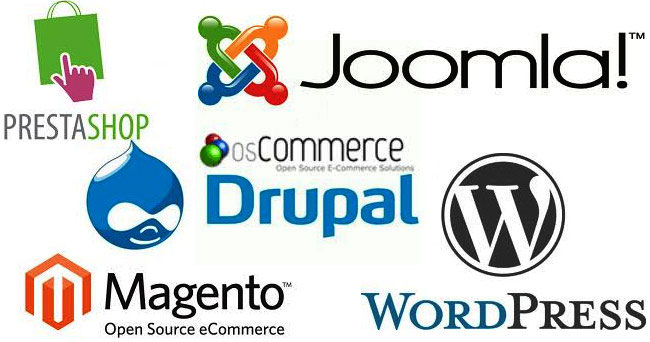 Joomla!™
PRESTASHOP
osCommerce
Open Source E-Commerce Solutions
Drupal
W
Magento™
Open Source eCommerce
WORDPRESS